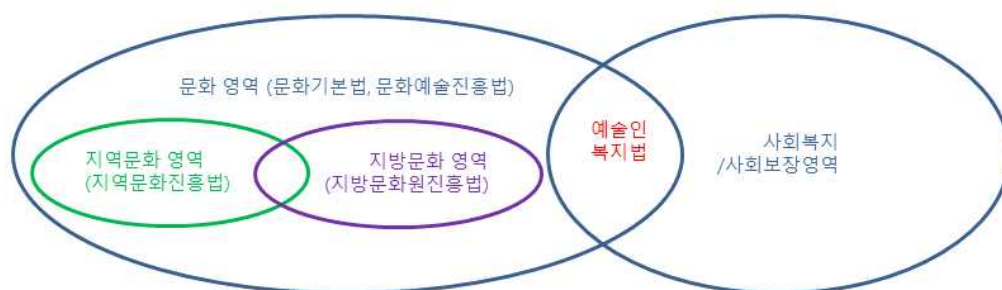 문화 영역 (문화기본법, 문화예술진흥법)
지역문화 영역
(지역문화진흥법)
지방문화 영역
(지방문화원진흥법)
예술인
복지법
사회복지
/사회보장영역